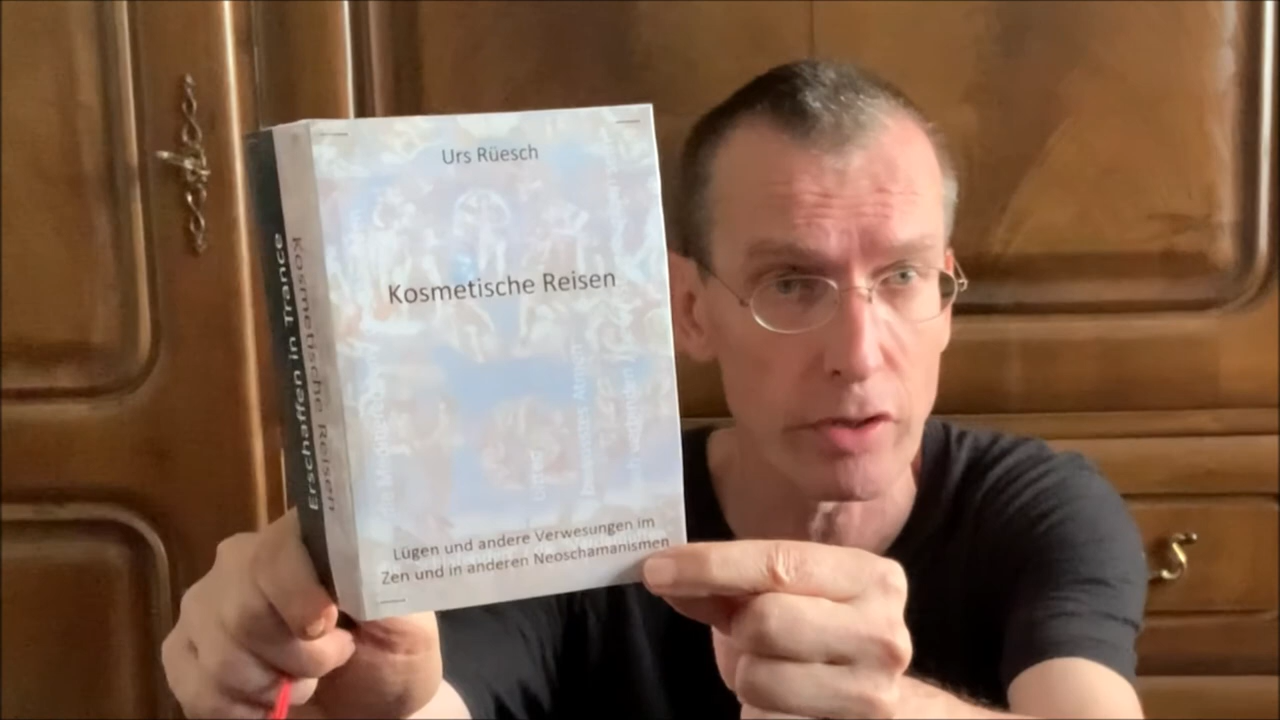 Urs Rüesch
Kosmetische Reisen
Lügen und andere Verwesungen im
Zen und in anderen Neoschamanismen
Kosmetische Reisen
Erschaffen in Trance